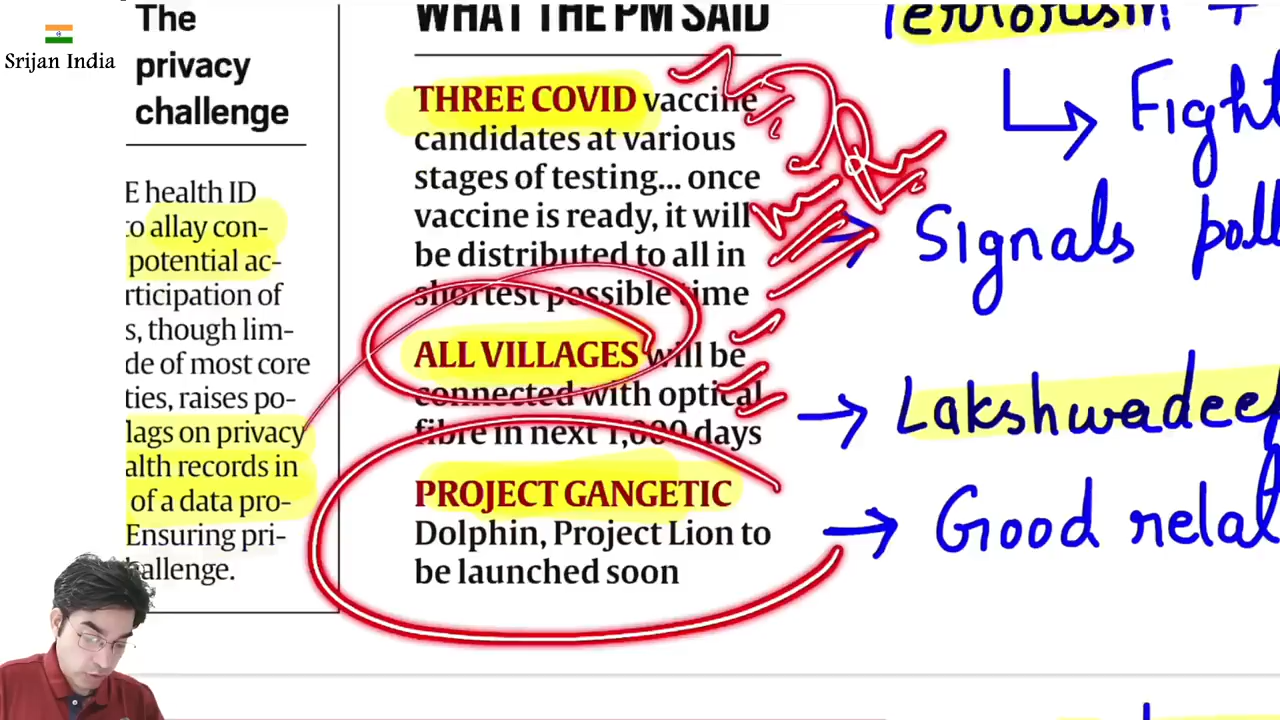 Srijan India
The
privacy
challenge
E health ID
to allay con-
potential ac-
rticipation of
s, though lim-
de of most core
ties, raises po-
lags on privacy
alth records in
of a data pro-
Ensuring pri-
allenge.
WHAT THE PM SAID
THREE COVID vaccine
candidates at various
stages of testing... once
vaccine is ready, it will
be distributed to all in
shortest possible time
ALL VILLAGES will be
connected with optical
fibre in next 1,000 days
PROJECT GANGETIC
Dolphin, Project Lion to
be launched soon
Terrorism +
Fight
Signals poll
Lakshwadeep
Good relat